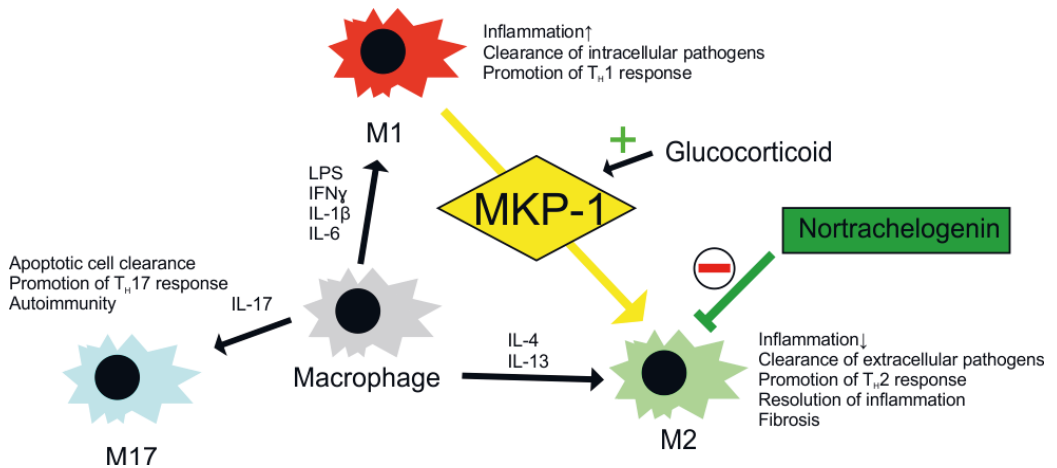 Inflammation↑
Clearance of intracellular pathogens
Promotion of TH1 response
M1
Glucocorticoid
LPS
IFNɣ
IL-1β
IL-6
MKP-1
Nortrachelogenin
Apoptotic cell clearance
Promotion of TH17 response
Autoimmunity
IL-17
Macrophage
IL-4
IL-13
Inflammation↓
Clearance of extracellular pathogens
Promotion of TH2 response
Resolution of inflammation
Fibrosis
M17
M2